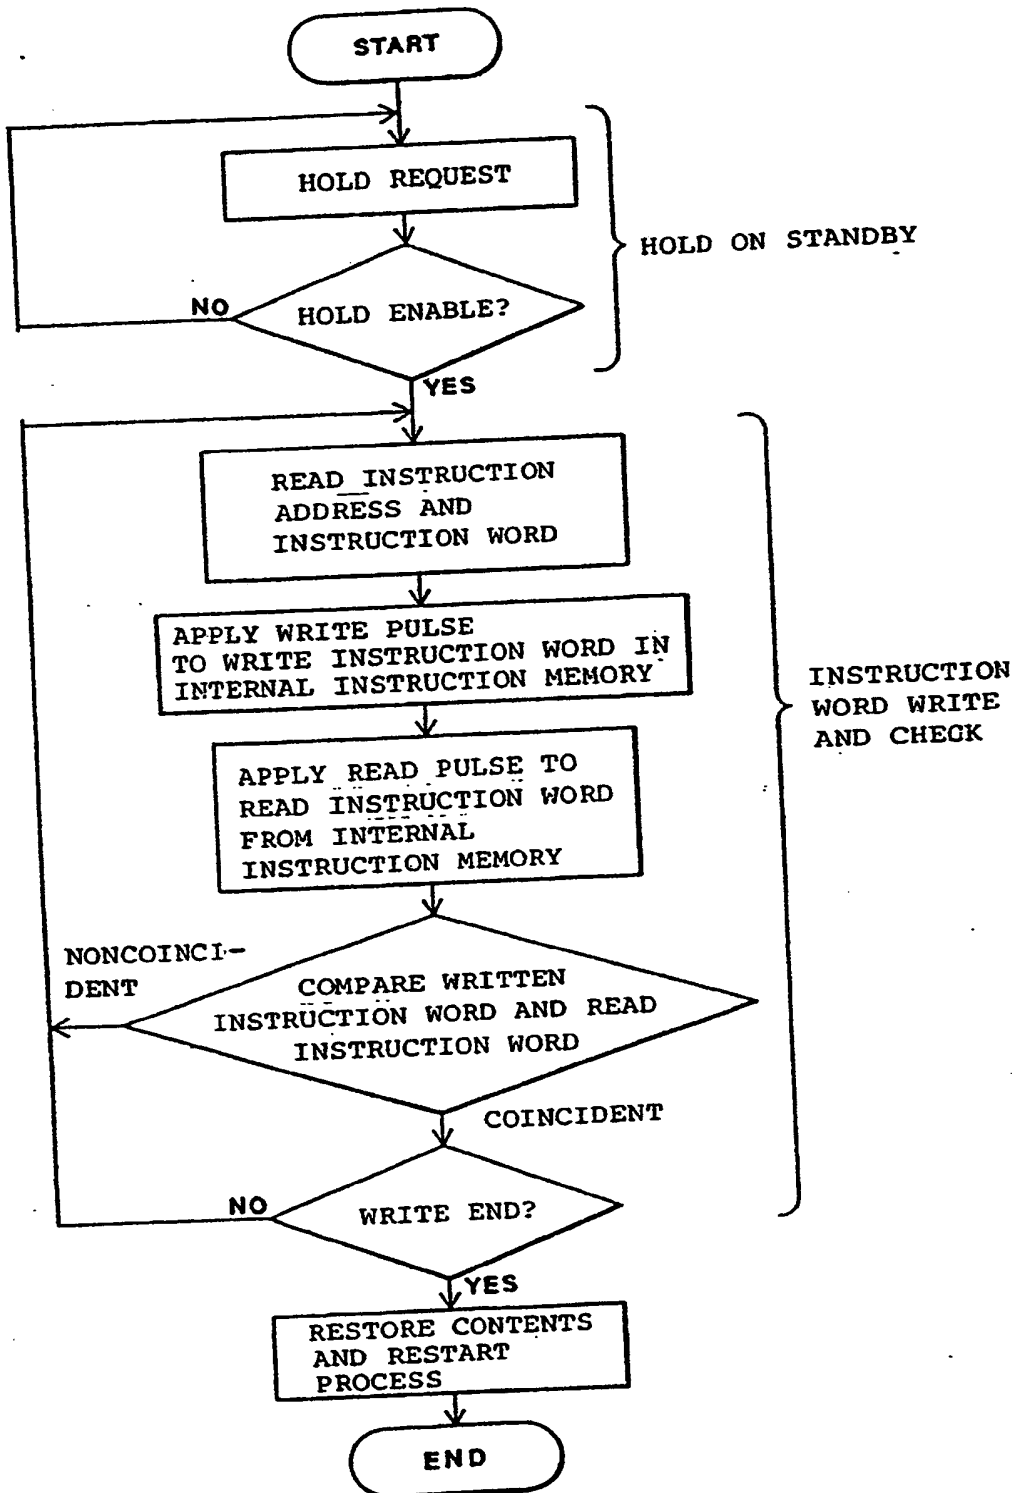 START
HOLD REQUEST
HOLD ON STANDBY
NO
HOLD ENABLE?
YES
READ INSTRUCTION
ADDRESS AND
INSTRUCTION WORD
APPLY WRITE PULSE
TO WRITE INSTRUCTION WORD IN
INTERNAL INSTRUCTION MEMORY
INSTRUCTION
WORD WRITE
AND CHECK
APPLY READ PULSE TO
READ INSTRUCTION WORD
FROM INTERNAL
INSTRUCTION MEMORY
NONCOINCI-
DENT
COMPARE WRITTEN
INSTRUCTION WORD AND READ
INSTRUCTION WORD
COINCIDENT
NO
WRITE END?
YES
RESTORE CONTENTS
AND RESTART
PROCESS
END